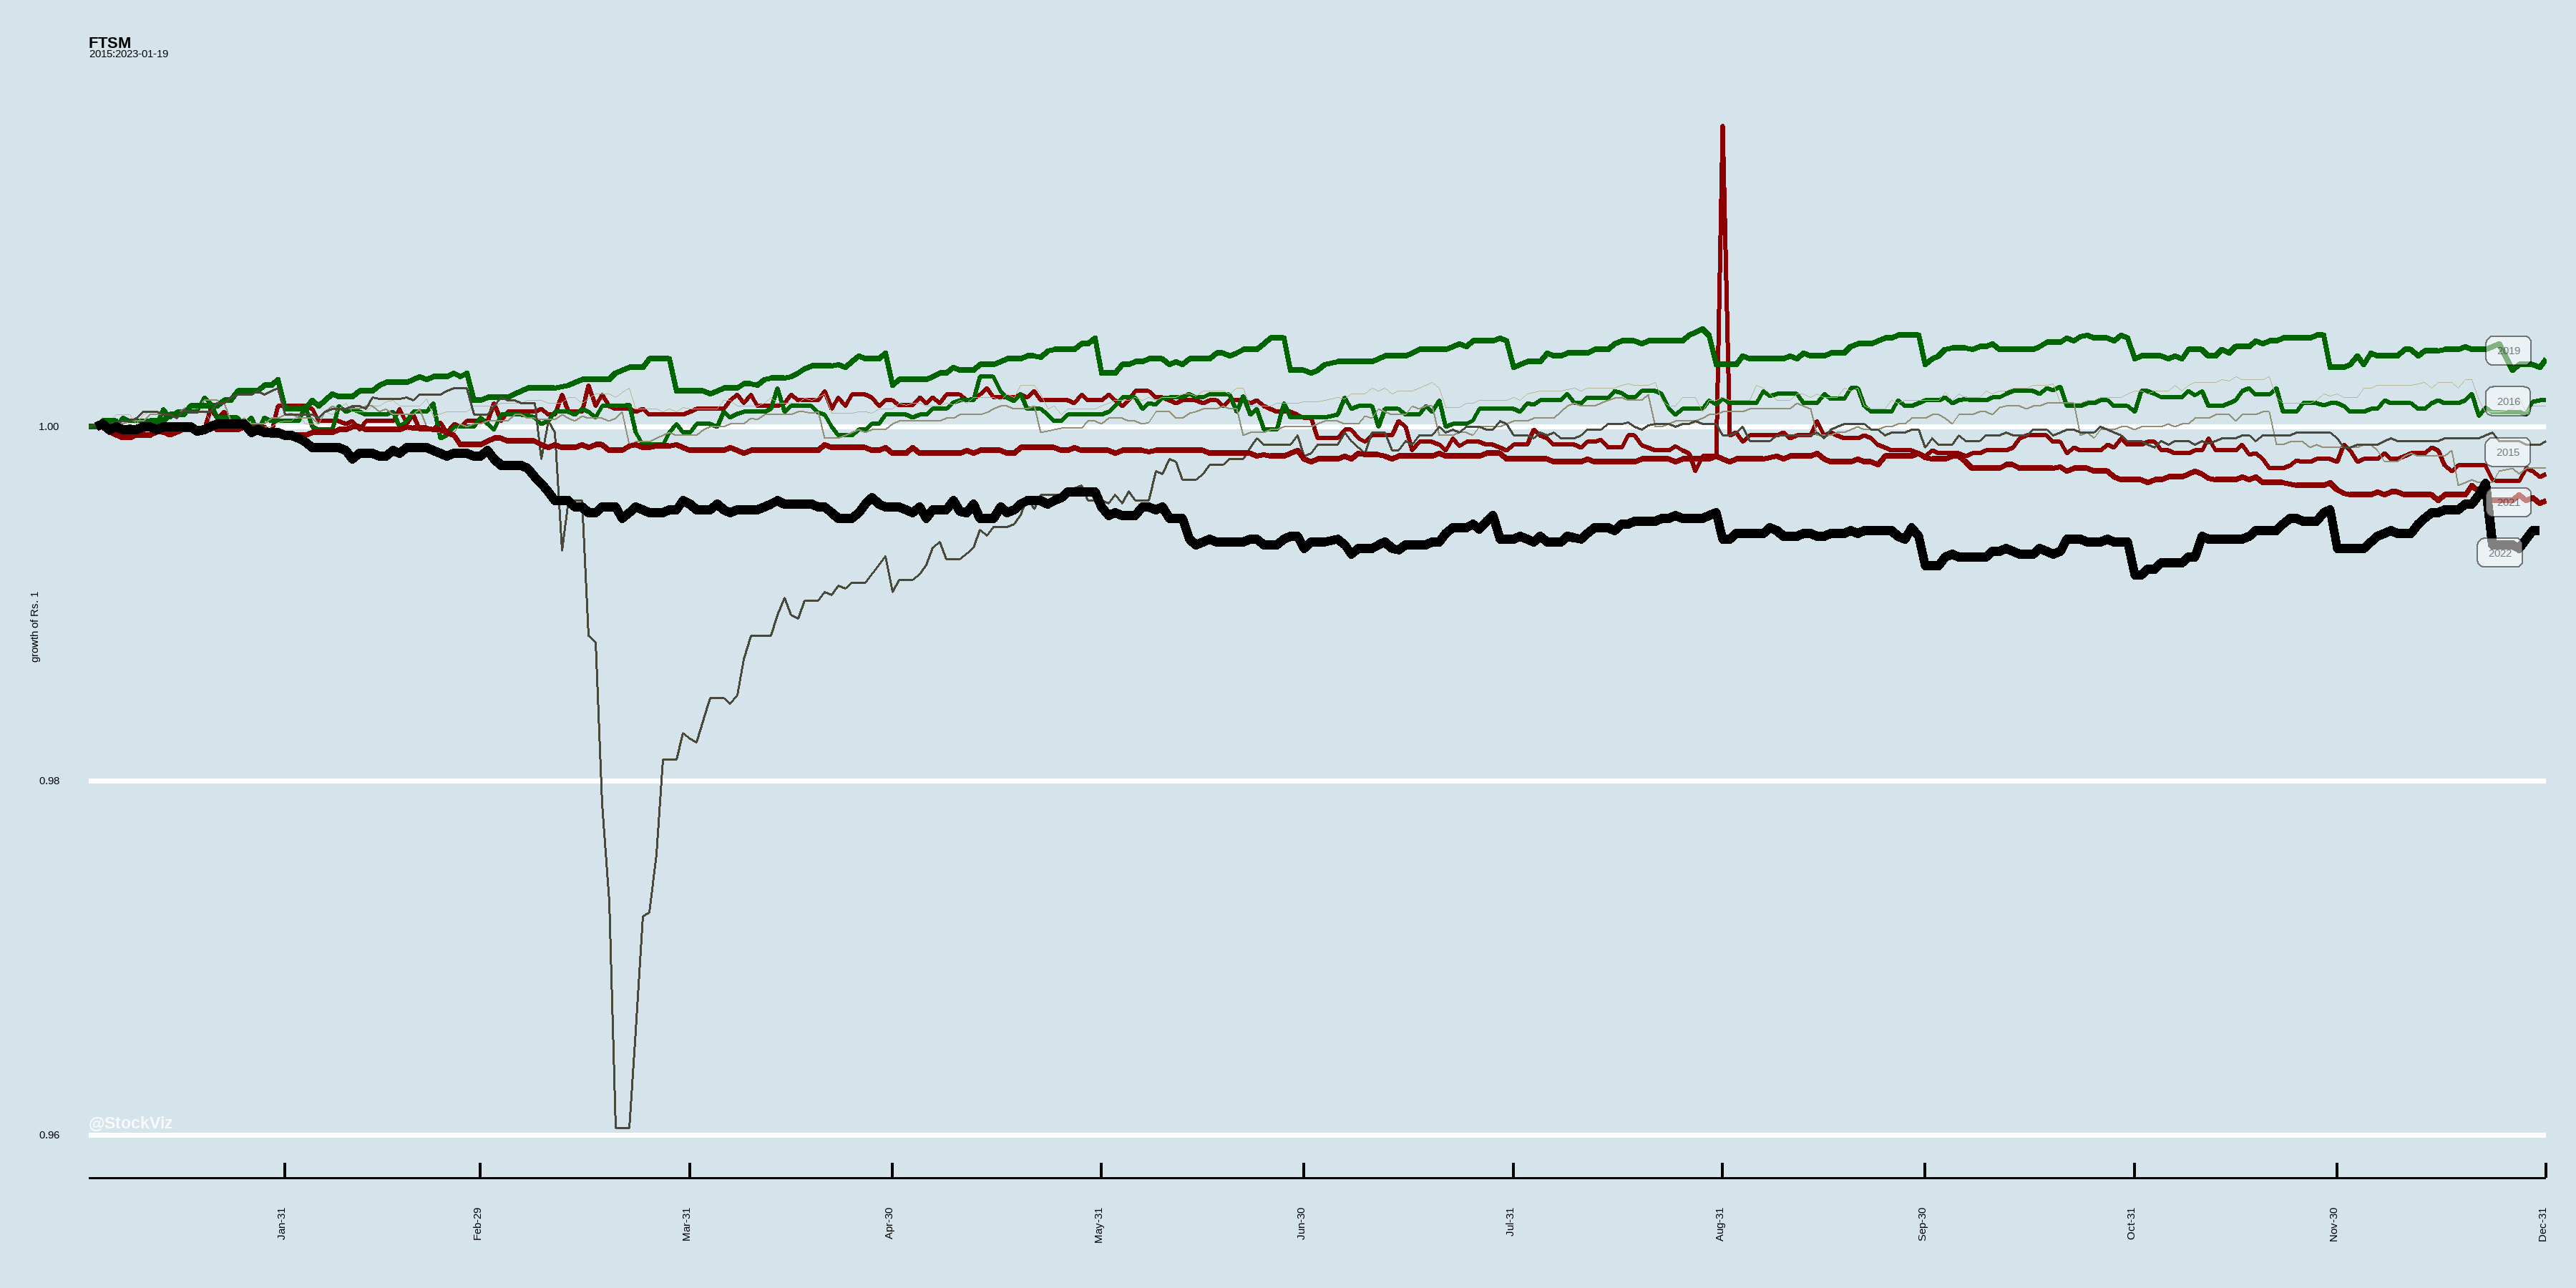 FTSM
2015:2023-01-19
2019
2016
1.00
2015
2021
2022
growth of Rs. 1
0.98
@StockViz
0.96
Jan-31
Feb-29
Mar-31
Apr-30
May-31
Jun-30
Jul-31
Aug-31
Sep-30
Oct-31
Nov-30
Dec-31